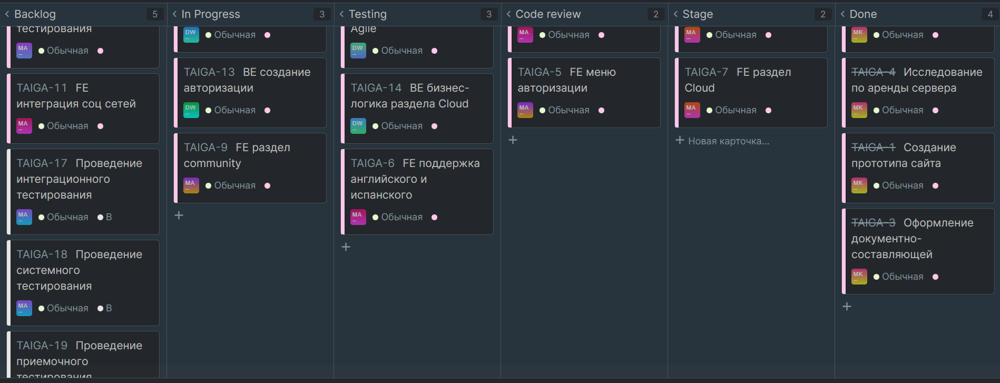 Backlog 5
тестирования
MA
Обычная
TAIGA-11 FE
интеграция соц сетей
MA
Обычная
TAIGA-17 Проведение
интеграционного
тестирования
MA
Обычная В
TAIGA-18 Проведение
системного
тестирования
MA
Обычная В
TAIGA-19 Проведение
приемочного
тестирования
In Progress 3
DW
Обычная
TAIGA-13 BE создание
авторизации
DW
Обычная
TAIGA-9 FE раздел
community
MA
Обычная
Testing 3
Agile
DW
Обычная
TAIGA-14 BE бизнес-
логика раздела Cloud
DW
Обычная
TAIGA-6 FE поддержка
английского и
испанского
MA
Обычная
Code review 2
MA
Обычная
TAIGA-5 FE меню
авторизации
MA
Обычная
Stage 2
MA
Обычная
TAIGA-7 FE раздел
Cloud
MA
Обычная
Новая карточка...
Done 4
MK
Обычная
TAIGA-4 Исследование
по аренды сервера
MK
Обычная
TAIGA-1 Создание
прототипа сайта
MK
Обычная
TAIGA-3 Оформление
документно-
составляющей
MK
Обычная